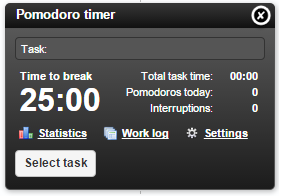 Pomodoro timer
Task:
Time to break
25:00
Total task time: 00:00
Pomodoros today: 0
Interruptions: 0
Statistics Work log Settings
Select task